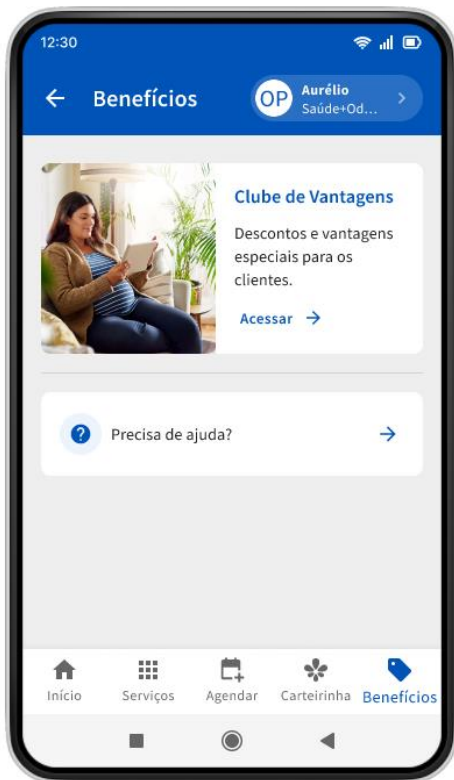 12:30
Benefícios
OP
Aurélio
Saúde+Od...
Clube de Vantagens
Descontos e vantagens
especiais para os
clientes.
Acessar
?
Precisa de ajuda?
Início
Serviços
Agendar
Carteirinha
Benefícios